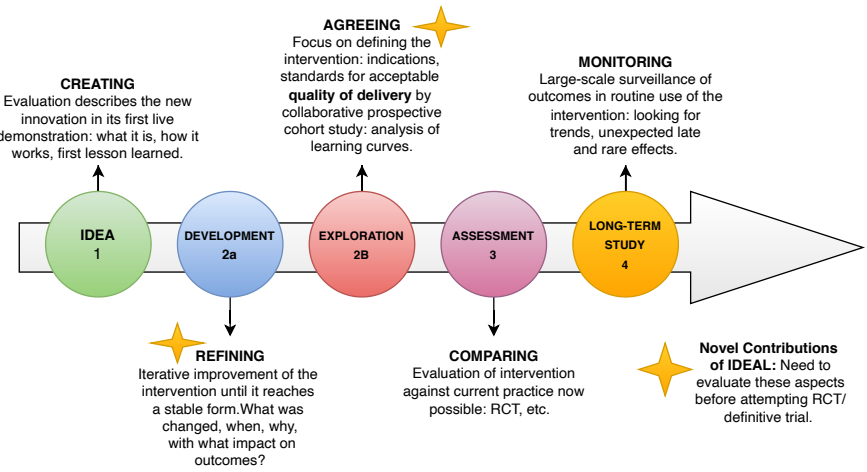 AGREEING
Focus on defining the
intervention: indications,
standards for acceptable
quality of delivery by
collaborative prospective
cohort study: analysis of
learning curves.
MONITORING
Large-scale surveillance of
outcomes in routine use of the
intervention: looking for
trends, unexpected late
and rare effects.
CREATING
Evaluation describes the new
innovation in its first live
demonstration: what it is, how it
works, first lesson learned.
IDEA
1
DEVELOPMENT
2a
EXPLORATION
2B
ASSESSMENT
3
LONG-TERM
STUDY
4
REFINING
Iterative improvement of the
intervention until it reaches
a stable form.What was
changed, when, why,
with what impact on
outcomes?
COMPARING
Evaluation of intervention
against current practice now
possible: RCT, etc.
Novel Contributions
of IDEAL: Need to
evaluate these aspects
before attempting RCT/
definitive trial.